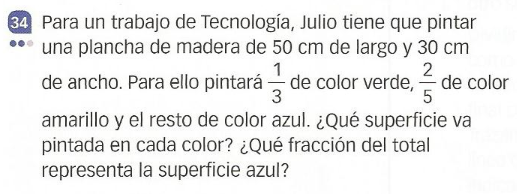 34 Para un trabajo de Tecnología, Julio tiene que pintar
una plancha de madera de 50 cm de largo y 30 cm
de ancho. Para ello pintará 1/3 de color verde, 2/5 de color
amarillo y el resto de color azul. ¿Qué superficie va
pintada en cada color? ¿Qué fracción del total
representa la superficie azul?